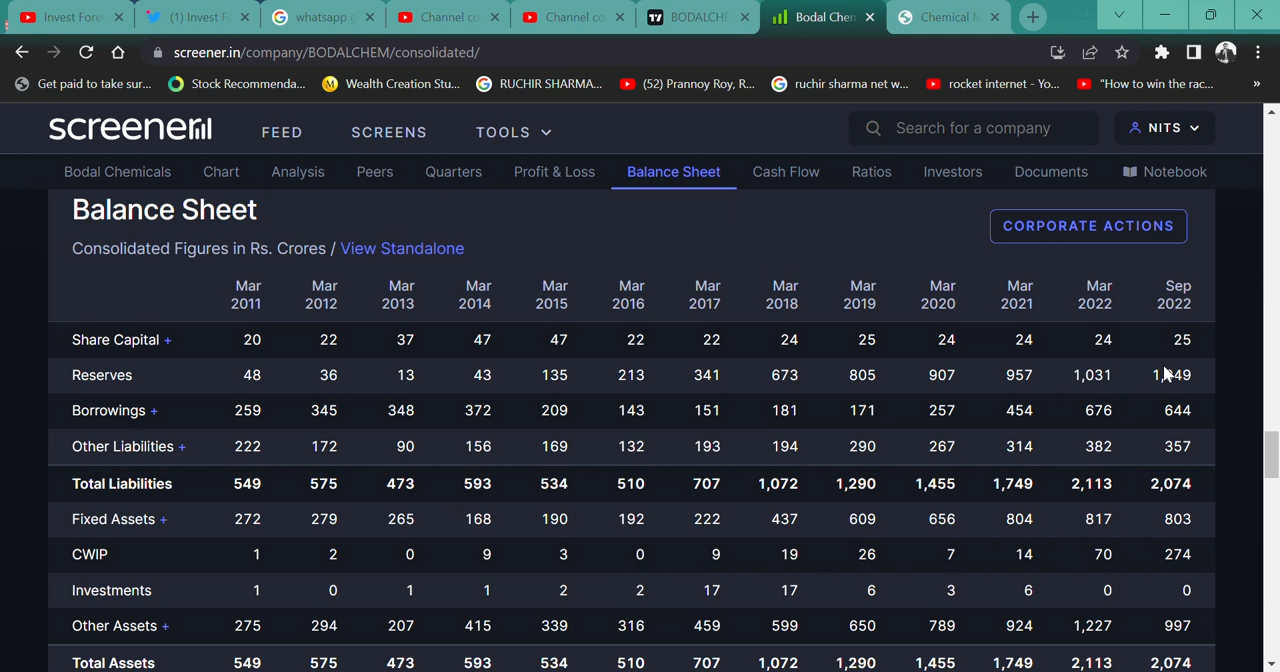 Invest Fores
(1) Invest F
whatsapp g
Channel co
Channel co
BODALCHE
Bodal Chem
Chemical M
screener.in/company/BODALCHEM/consolidated/
Get paid to take sur...
Stock Recommenda...
Wealth Creation Stu...
RUCHIR SHARMA...
(52) Prannoy Roy, R...
ruchir sharma net w...
rocket internet - Yo...
"How to win the rac...
»
screener
FEED
SCREENS
TOOLS
Search for a company
NITS
Bodal Chemicals Chart Analysis Peers Quarters Profit & Loss Balance Sheet Cash Flow Ratios Investors Documents Notebook
Balance Sheet
CORPORATE ACTIONS
Consolidated Figures in Rs. Crores / View Standalone
Mar 2011 Mar 2012 Mar 2013 Mar 2014 Mar 2015 Mar 2016 Mar 2017 Mar 2018 Mar 2019 Mar 2020 Mar 2021 Mar 2022 Sep 2022
Share Capital + 20 22 37 47 47 22 22 24 25 24 24 24 25
Reserves 48 36 13 43 135 213 341 673 805 907 957 1,031
Borrowings + 259 345 348 372 209 143 151 181 171 257 454 676 644
Other Liabilities + 222 172 90 156 169 132 193 194 290 267 314 382 357
Total Liabilities 549 575 473 593 534 510 707 1,072 1,290 1,455 1,749 2,113 2,074
Fixed Assets + 272 279 265 168 190 192 222 437 609 656 804 817 803
CWIP 1 2 0 9 3 0 9 19 26 7 14 70 274
Investments 1 0 1 1 2 2 17 17 6 3 6 0 0
Other Assets + 275 294 207 415 339 316 459 599 650 789 924 1,227 997
Total Assets 549 575 473 593 534 510 707 1,072 1,290 1,455 1,749 2,113 2,074